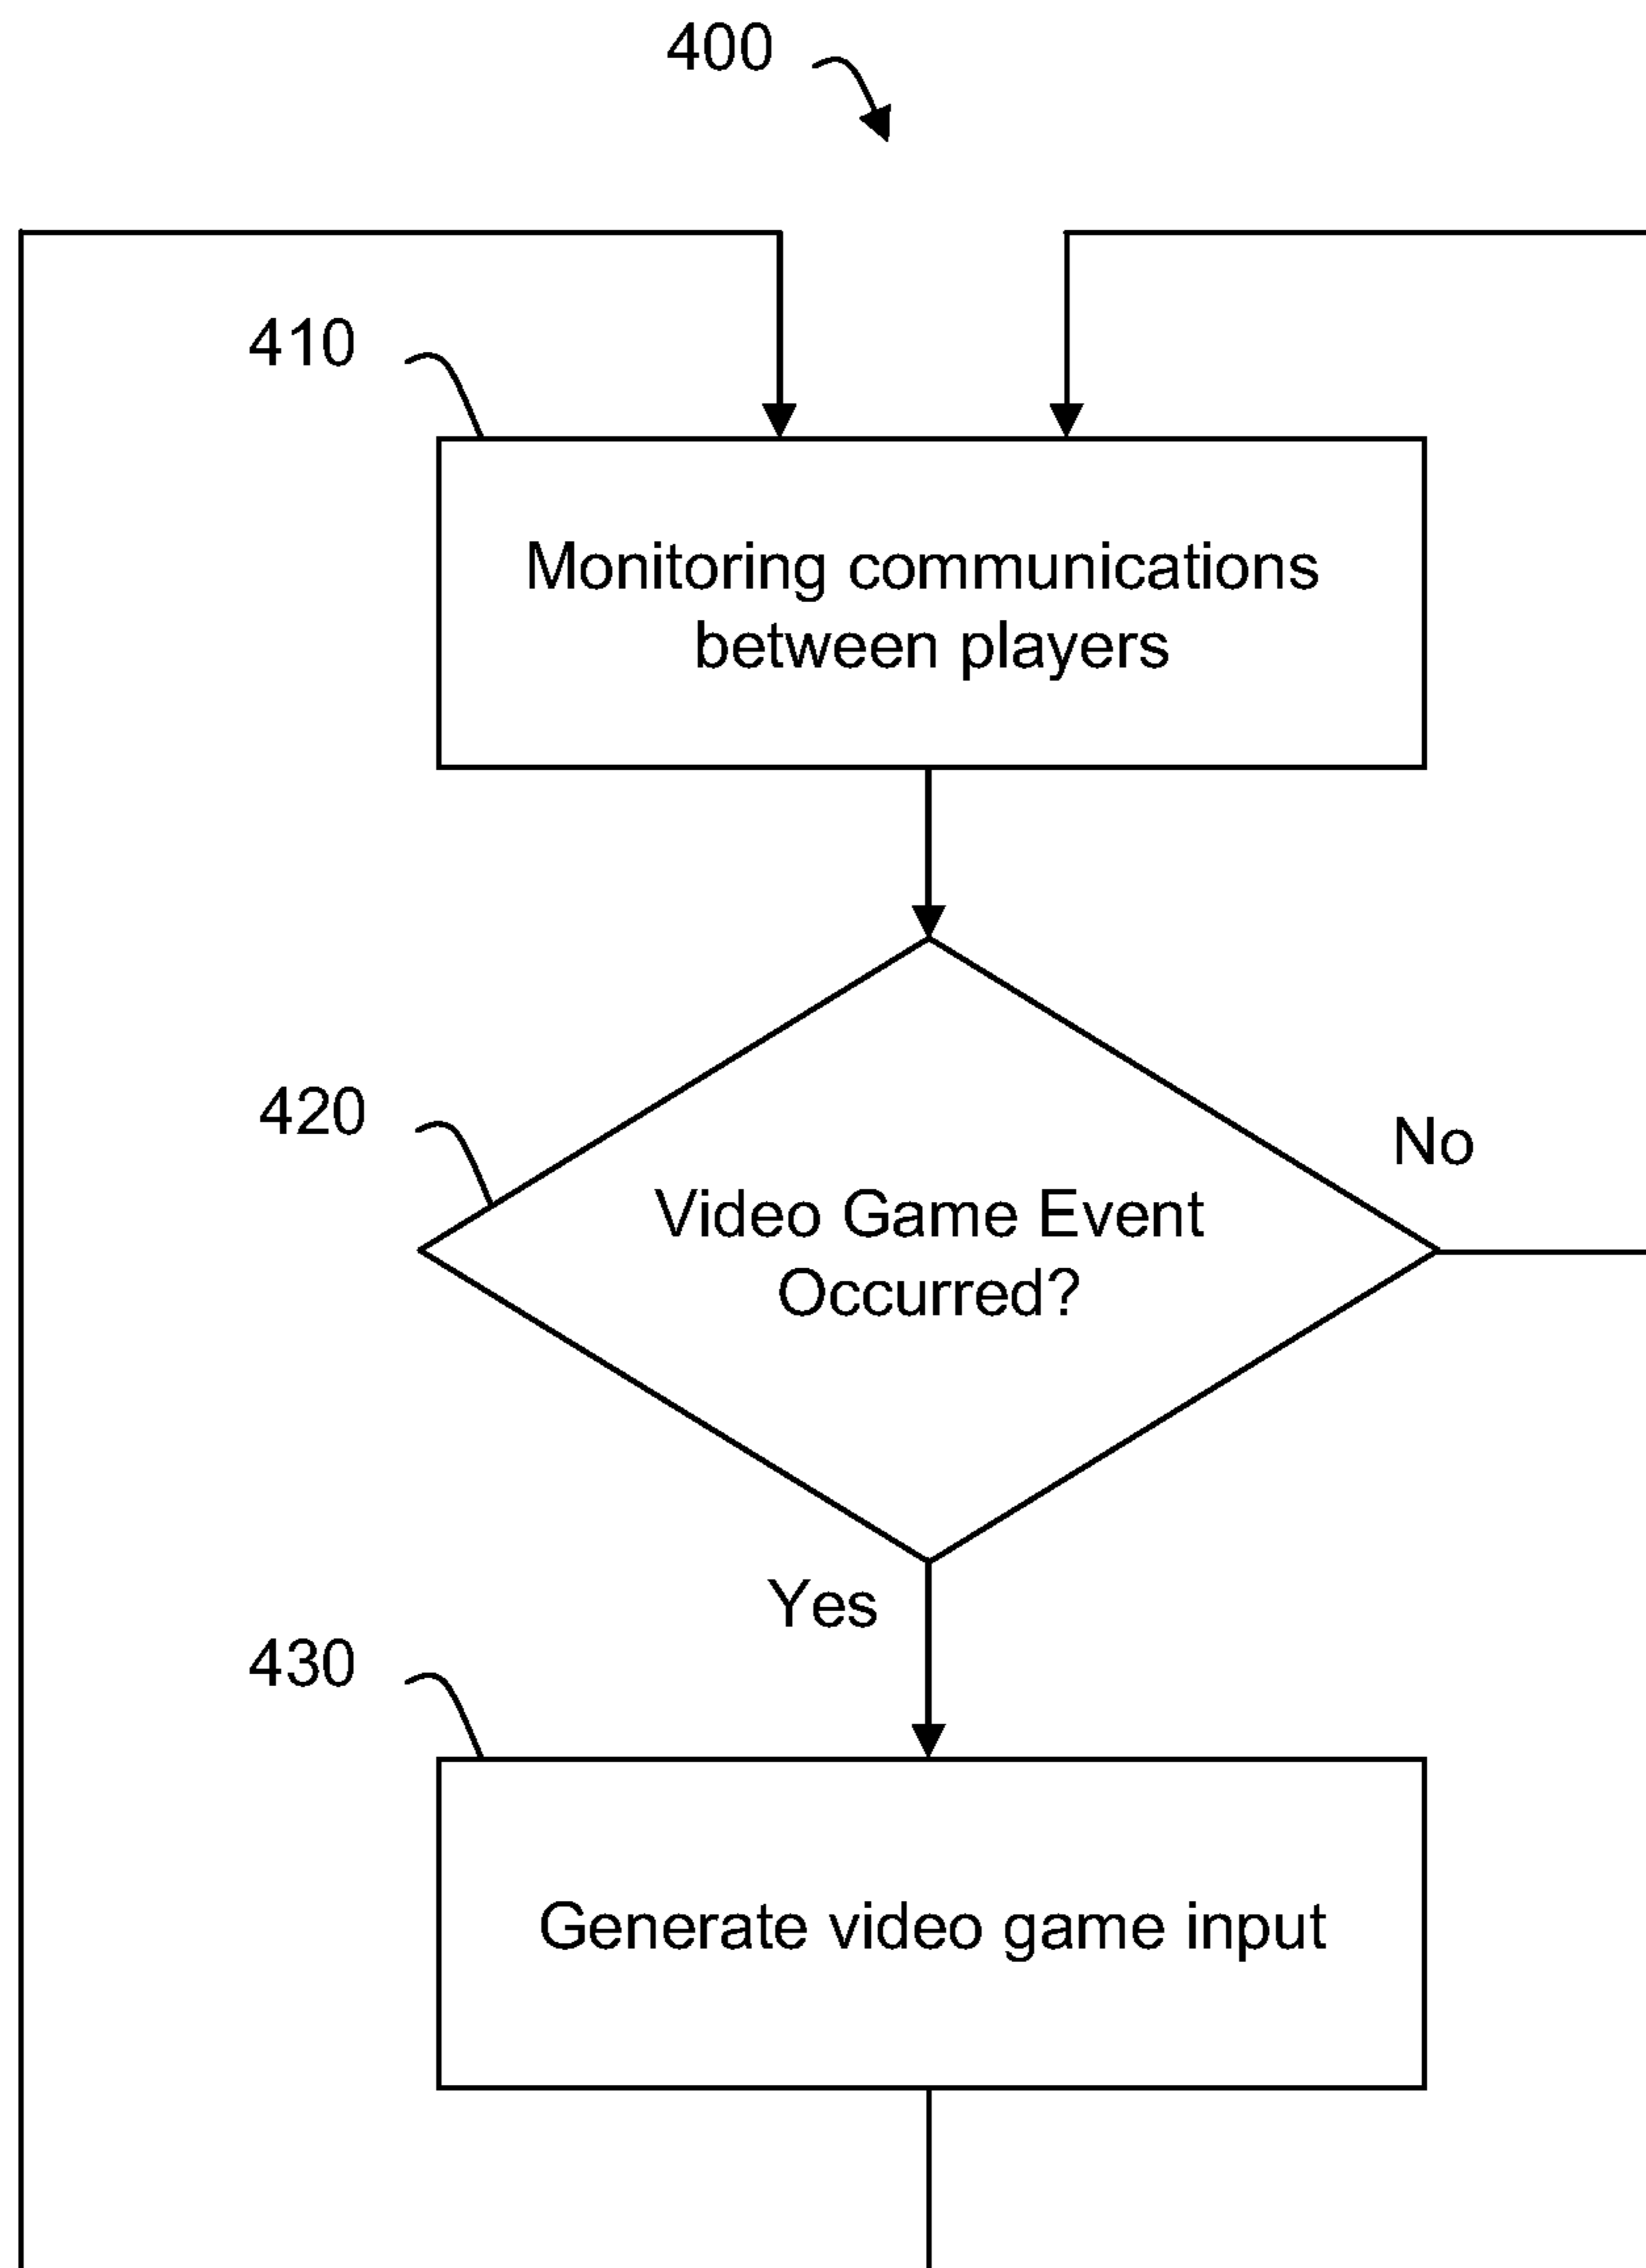 400
410
Monitoring communications
between players
420
No
Video Game Event
Occurred?
Yes
430
Generate video game input